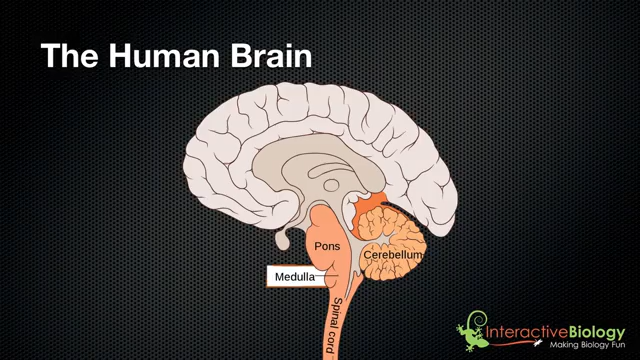 The Human Brain
Pons
Cerebellum
Medulla
Spinal cord
InteractiveBiology
Making Biology Fun